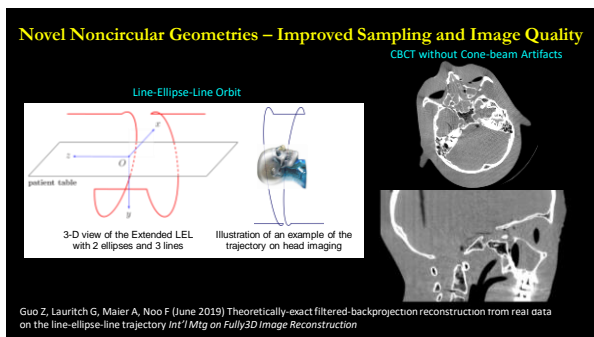 Novel Noncircular Geometries – Improved Sampling and Image Quality
CBCT without Cone-beam Artifacts
Line-Ellipse-Line Orbit
x
z
O
patient table
y
3-D view of the Extended LEL
with 2 ellipses and 3 lines
Illustration of an example of the
trajectory on head imaging
Guo Z, Lauritch G, Maier A, Noo F (June 2019) Theoretically-exact filtered-backprojection reconstruction from real data
on the line-ellipse-line trajectory Int'l Mtg on Fully3D Image Reconstruction